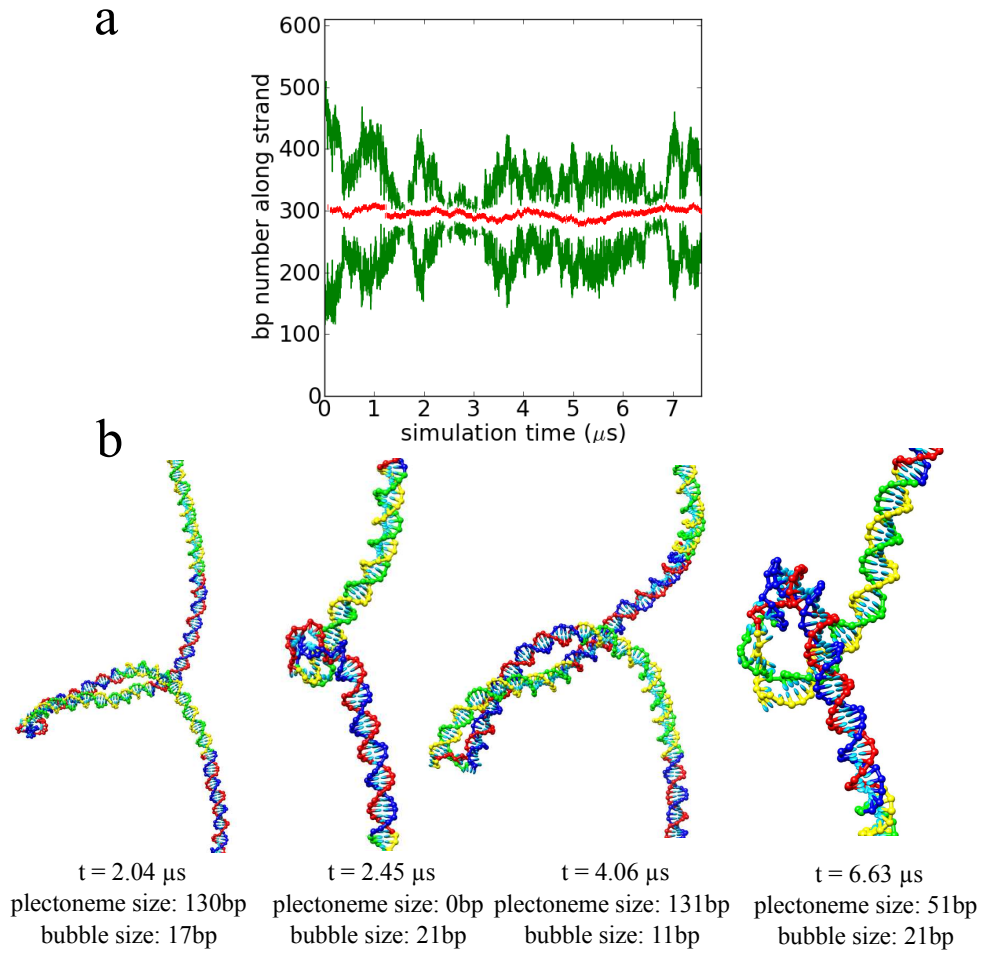 a
bp number along strand
600
500
400
300
200
100
0
0 1 2 3 4 5 6 7
simulation time (μs)
b
t = 2.04 µs
plectoneme size: 130bp
bubble size: 17bp
t = 2.45 µs
plectoneme size: 0bp
bubble size: 21bp
t = 4.06 µs
plectoneme size: 131bp
bubble size: 11bp
t = 6.63 µs
plectoneme size: 51bp
bubble size: 21bp